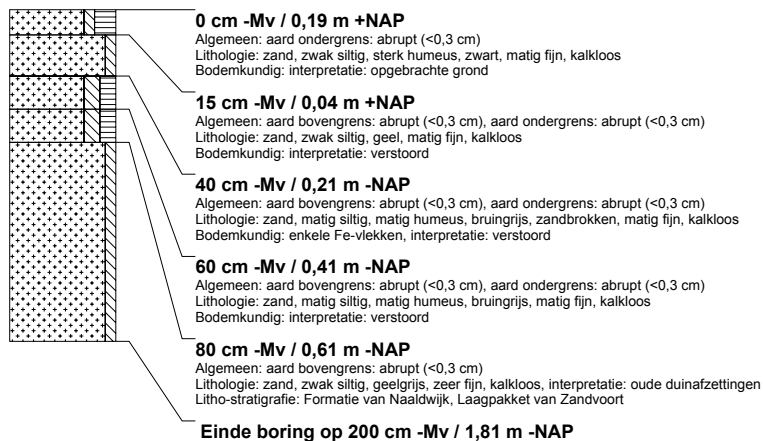 0 cm -Mv / 0,19 m +NAP
Algemeen: aard ondergrens: abrupt (<0,3 cm)
Lithologie: zand, zwak siltig, sterk humeus, zwart, matig fijn, kalkloos
Bodemkundig: interpretatie: opgebrachte grond
15 cm -Mv / 0,04 m +NAP
Algemeen: aard bovengrens: abrupt (<0,3 cm), aard ondergrens: abrupt (<0,3 cm)
Lithologie: zand, zwak siltig, geel, matig fijn, kalkloos
Bodemkundig: interpretatie: verstoord
40 cm -Mv / 0,21 m -NAP
Algemeen: aard bovengrens: abrupt (<0,3 cm), aard ondergrens: abrupt (<0,3 cm)
Lithologie: zand, matig siltig, matig humeus, bruingrijs, zandbrokken, matig fijn, kalkloos
Bodemkundig: enkele Fe-vlekken, interpretatie: verstoord
60 cm -Mv / 0,41 m -NAP
Algemeen: aard bovengrens: abrupt (<0,3 cm), aard ondergrens: abrupt (<0,3 cm)
Lithologie: zand, matig siltig, matig humeus, bruingrijs, matig fijn, kalkloos
Bodemkundig: interpretatie: verstoord
80 cm -Mv / 0,61 m -NAP
Algemeen: aard bovengrens: abrupt (<0,3 cm)
Lithologie: zand, zwak siltig, geelgrijs, zeer fijn, kalkloos, interpretatie: oude duinafzettingen
Litho-stratigrafie: Formatie van Naaldwijk, Laagpakket van Zandvoort
Einde boring op 200 cm -Mv / 1,81 m -NAP